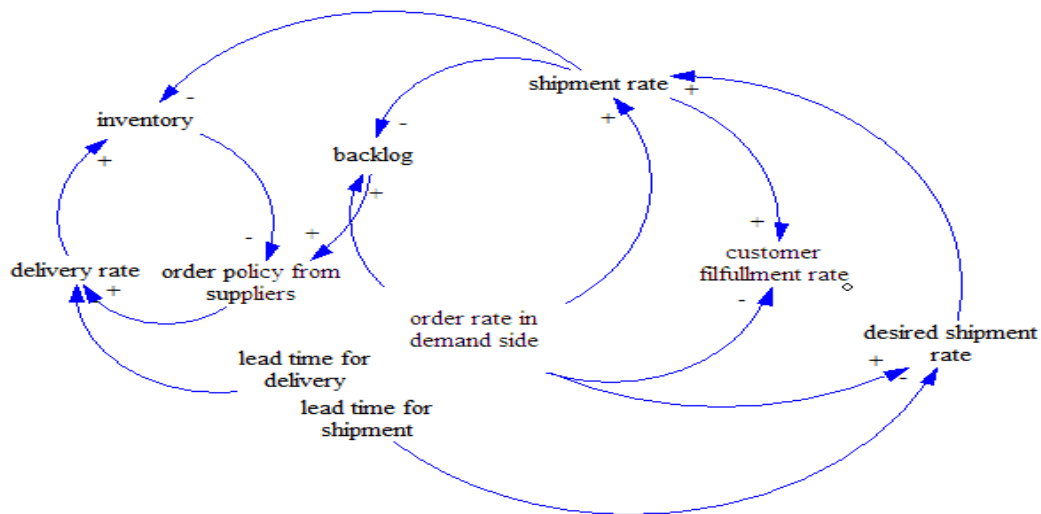 shipment rate
+
+
-
inventory
+
-
backlog
+
+
-
+
customer
filfullment rate
-
delivery rate
+
order policy from
suppliers
order rate in
demand side
desired shipment
rate
+
-
lead time for
delivery
lead time for
shipment